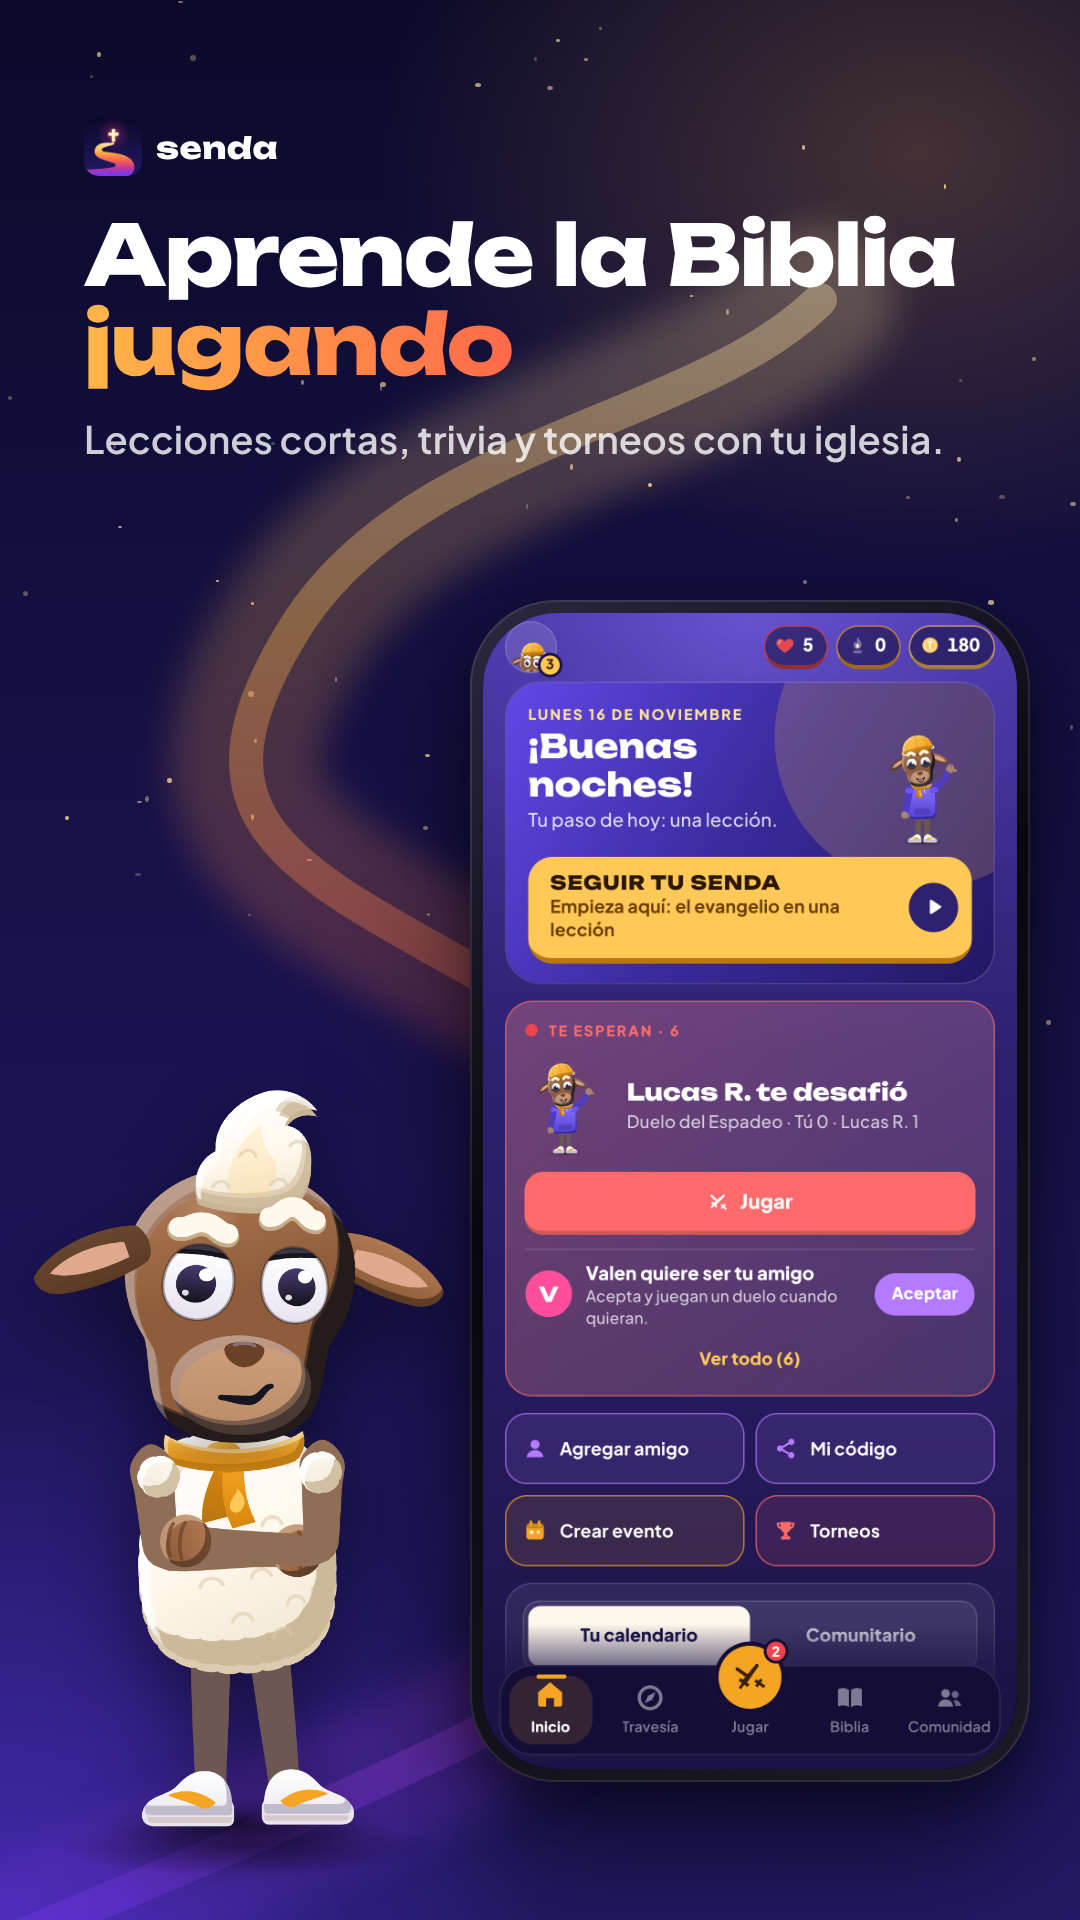 senda
Aprende la Biblia
jugando
Lecciones cortas, trivia y torneos con tu iglesia.
3
5
0
180
LUNES 16 DE NOVIEMBRE
¡Buenas
noches!
Tu paso de hoy: una lección.
SEGUIR TU SENDA
Empieza aquí: el evangelio en una
lección
TE ESPERAN · 6
Lucas R. te desafió
Duelo del Espadeo · Tú 0 · Lucas R. 1
Jugar
V
Valen quiere ser tu amigo
Acepta y juegan un duelo cuando
quieran.
Aceptar
Ver todo (6)
Agregar amigo
Mi código
Crear evento
Torneos
Tu calendario
Comunitario
2
Inicio
Travesía
Jugar
Biblia
Comunidad